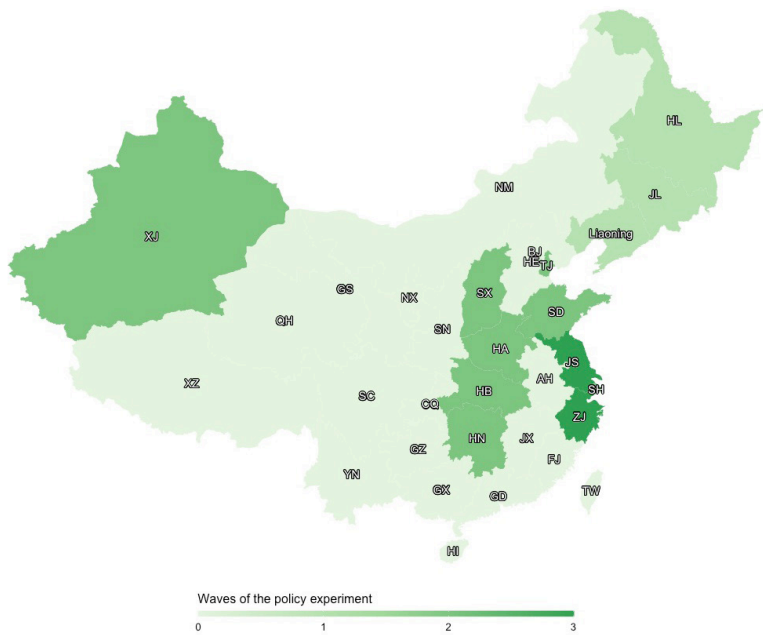 HL
NM
JL
XJ
Liaoning
BJ
HE
TJ
GS
NX
SX
SD
QH
SN
HA
JS
XZ
AH
SH
SC
CQ
HB
ZJ
GZ
HN
JX
FJ
YN
GX
GD
TW
HI
Waves of the policy experiment
0 1 2 3